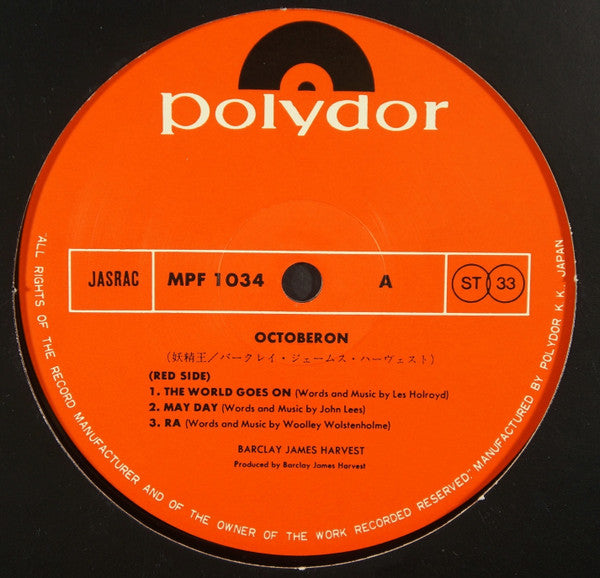 polydor
JASRAC MPF 1034 A ST 33
OCTOBERON
(妖精王/バークレイ・ジェームス・ハーヴェスト)
(RED SIDE)
1. THE WORLD GOES ON (Words and Music by Les Holroyd)
2. MAY DAY (Words and Music by John Lees)
3. RA (Words and Music by Woolley Wolstenholme)
BARCLAY JAMES HARVEST
Produced by Barclay James Harvest
"ALL RIGHTS OF THE RECORD MANUFACTURER AND OF THE OWNER OF THE WORK RECORDED RESERVED." MANUFACTURED BY POLYDOR K.K. JAPAN